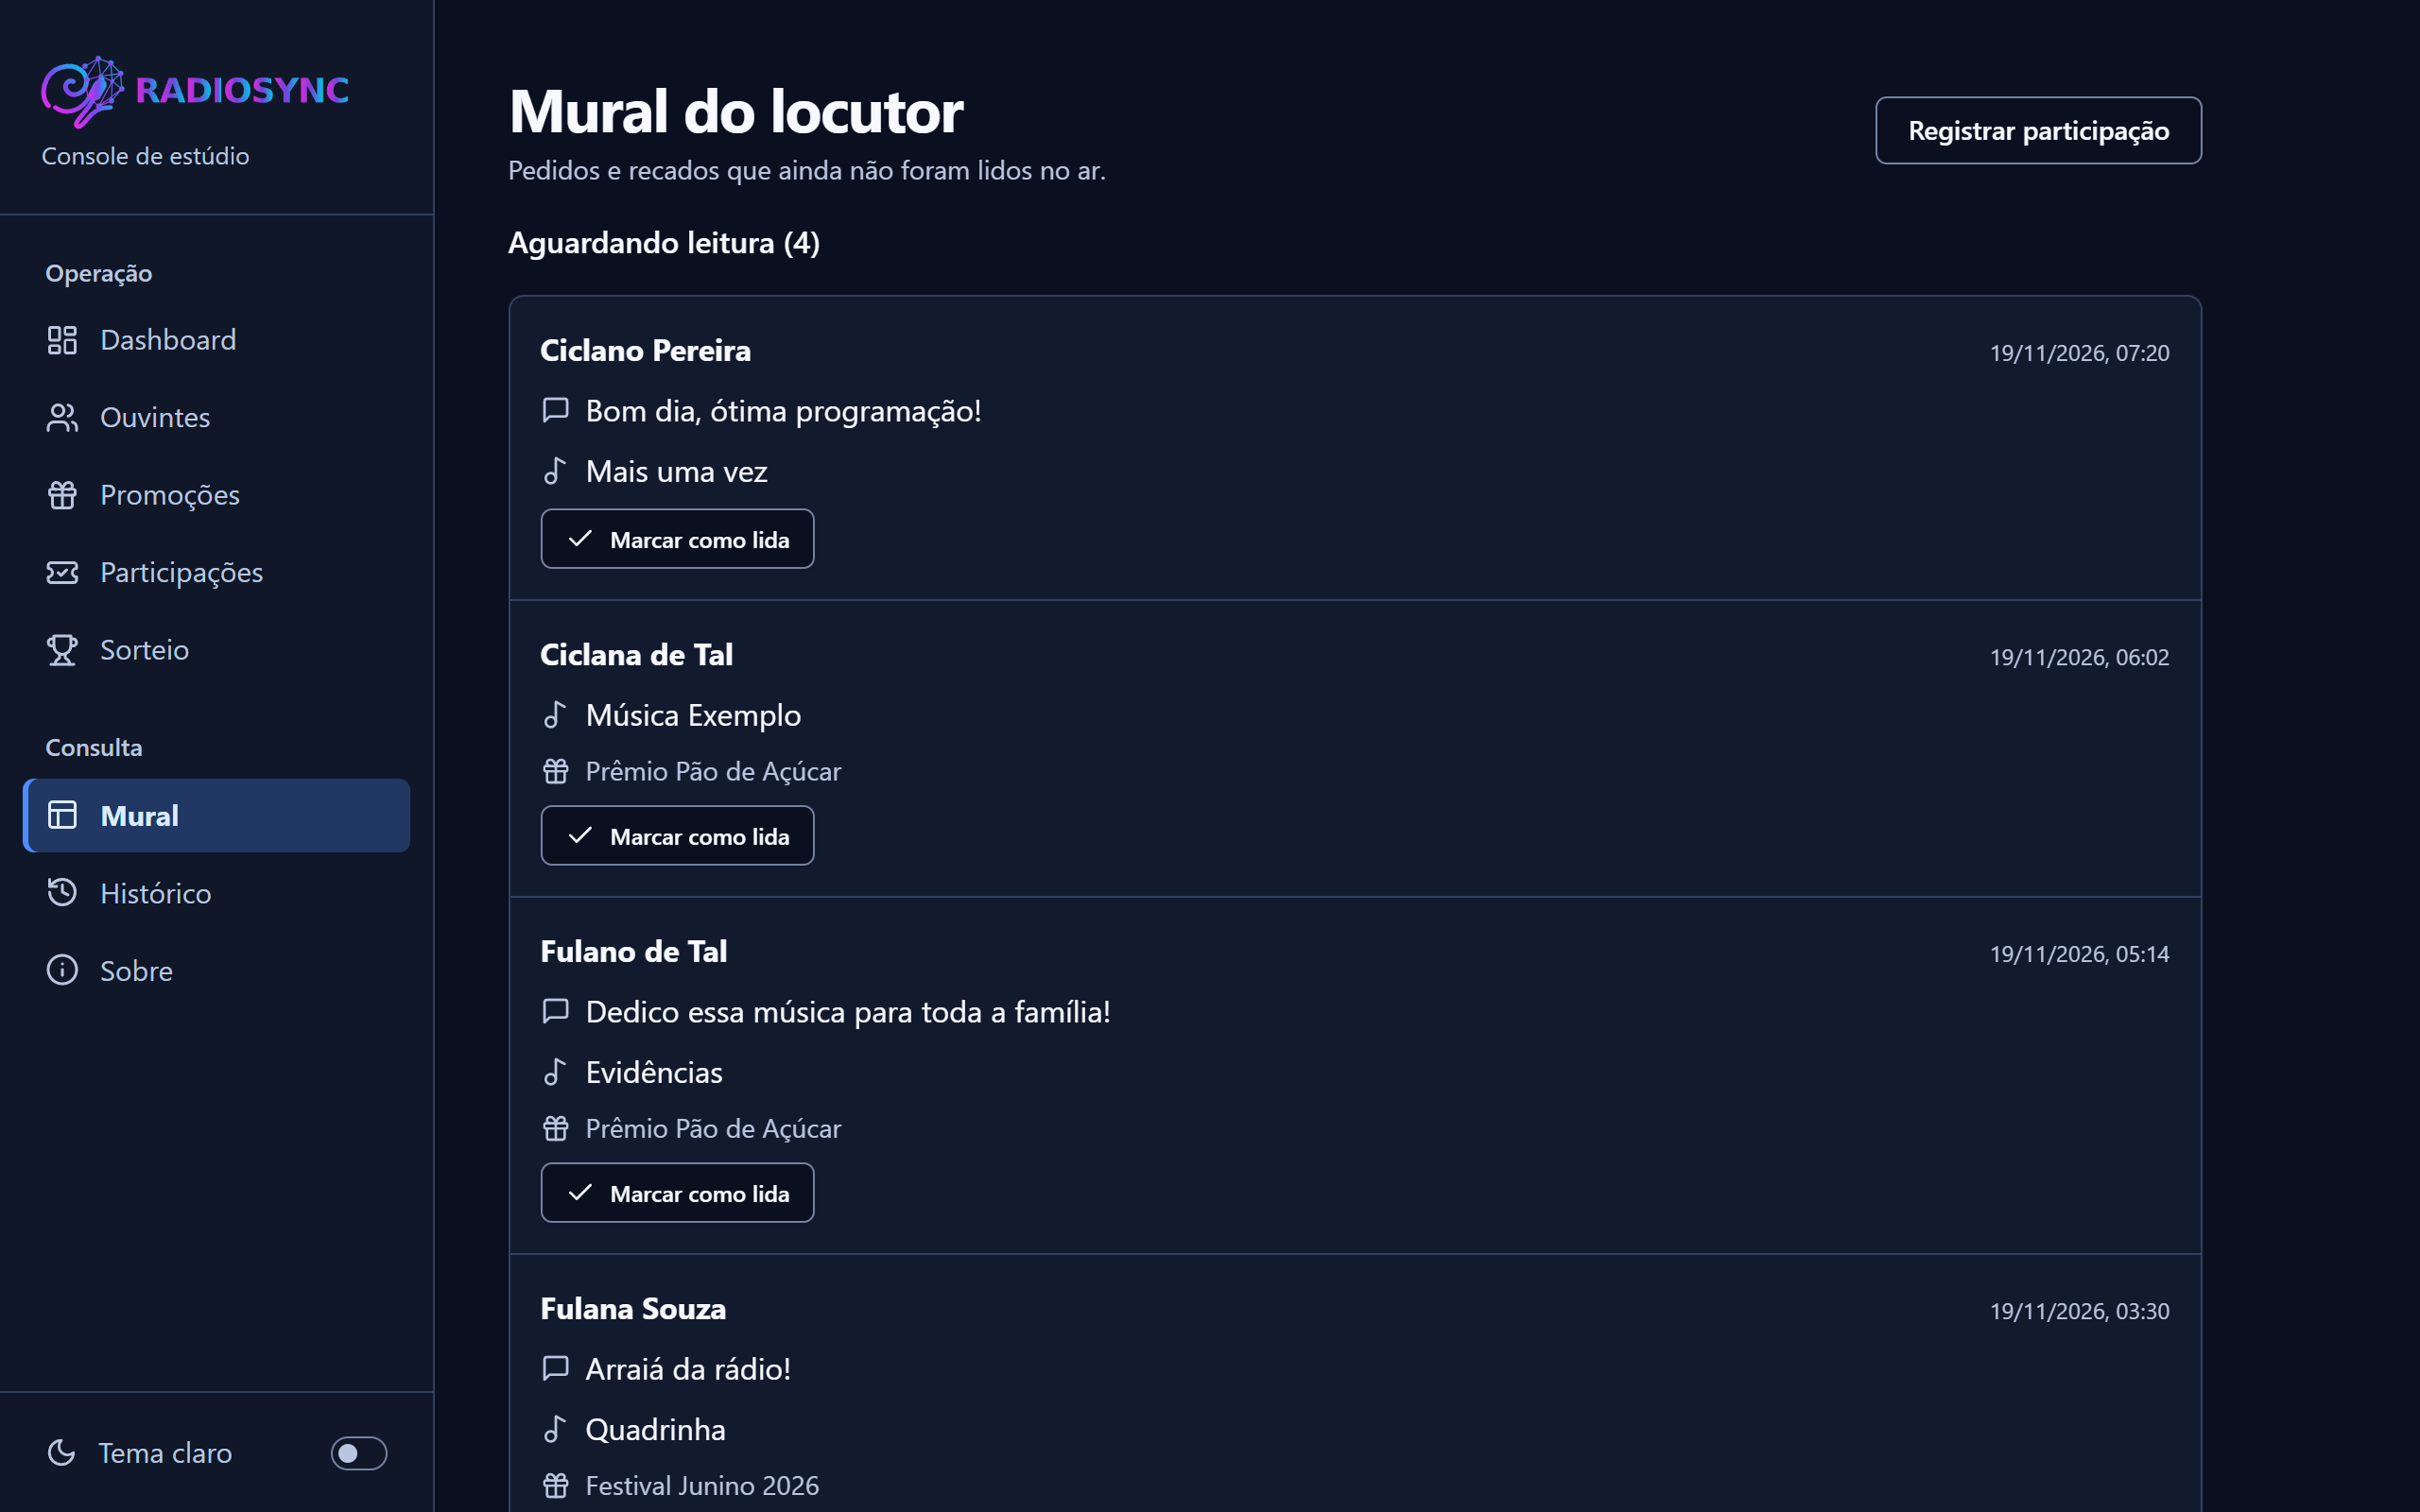 RADIOSYNC
Console de estúdio
Operação
Dashboard
Ouvintes
Promoções
Participações
Sorteio
Consulta
Mural
Histórico
Sobre
Tema claro
Mural do locutor
Registrar participação
Pedidos e recados que ainda não foram lidos no ar.
Aguardando leitura (4)
Ciclano Pereira
19/11/2026, 07:20
Bom dia, ótima programação!
Mais uma vez
Marcar como lida
Ciclana de Tal
19/11/2026, 06:02
Música Exemplo
Prêmio Pão de Açúcar
Marcar como lida
Fulano de Tal
19/11/2026, 05:14
Dedico essa música para toda a família!
Evidências
Prêmio Pão de Açúcar
Marcar como lida
Fulana Souza
19/11/2026, 03:30
Arraiá da rádio!
Quadrinha
Festival Junino 2026